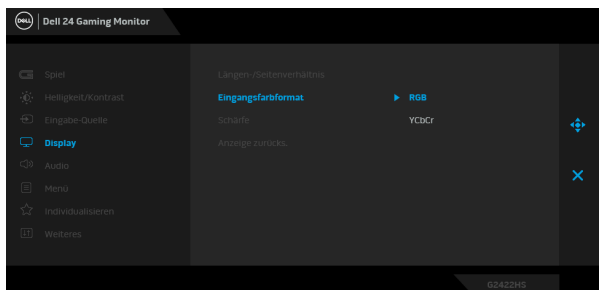 DELL Dell 24 Gaming Monitor
Spiel
Längen-/Seitenverhältnis
Helligkeit/Kontrast
Eingangsfarbformat
RGB
Eingabe-Quelle
Schärfe
YCbCr
Display
Anzeige zurücks.
Audio
Menü
Individualisieren
Weiteres
G2422HS